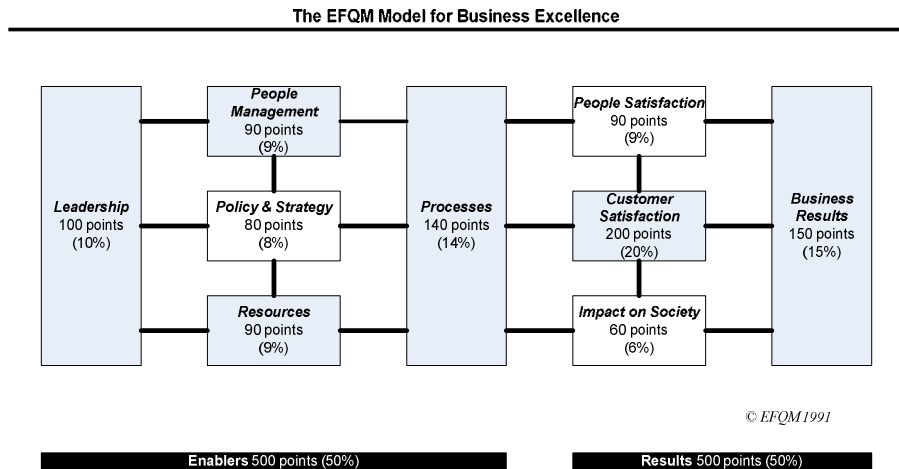 The EFQM Model for Business Excellence
Leadership
100 points
(10%)
People
Management
90 points
(9%)
Policy & Strategy
80 points
(8%)
Resources
90 points
(9%)
Processes
140 points
(14%)
People Satisfaction
90 points
(9%)
Customer
Satisfaction
200 points
(20%)
Impact on Society
60 points
(6%)
Business
Results
150 points
(15%)
© EFQM 1991
Enablers 500 points (50%)
Results 500 points (50%)